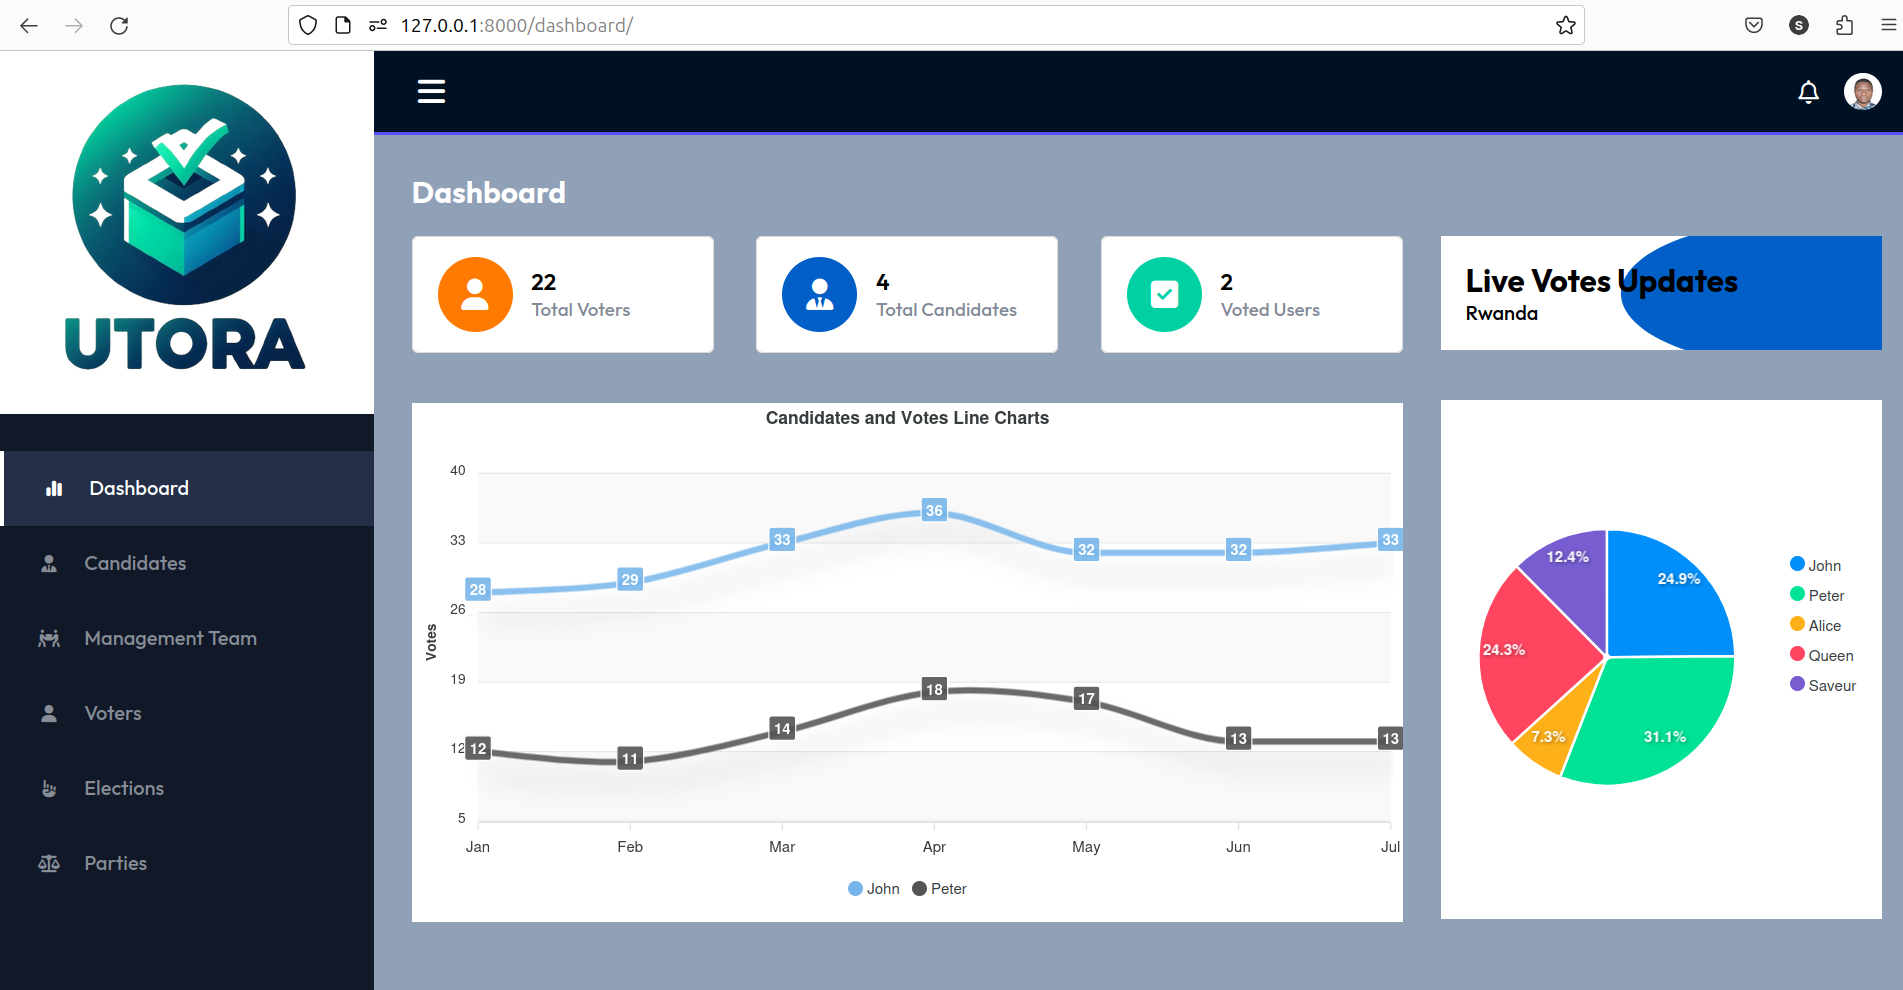 127.0.0.1:8000/dashboard/
S
UTORA
Dashboard
Candidates
Management Team
Voters
Elections
Parties
Dashboard
22
Total Voters
4
Total Candidates
2
Voted Users
Live Votes Updates
Rwanda
Candidates and Votes Line Charts
Votes
40
33
26
19
12
5
28
29
33
36
32
32
33
12
11
14
18
17
13
13
Jan Feb Mar Apr May Jun Jul
John Peter
12.4%
24.9%
24.3%
7.3%
31.1%
John
Peter
Alice
Queen
Saveur